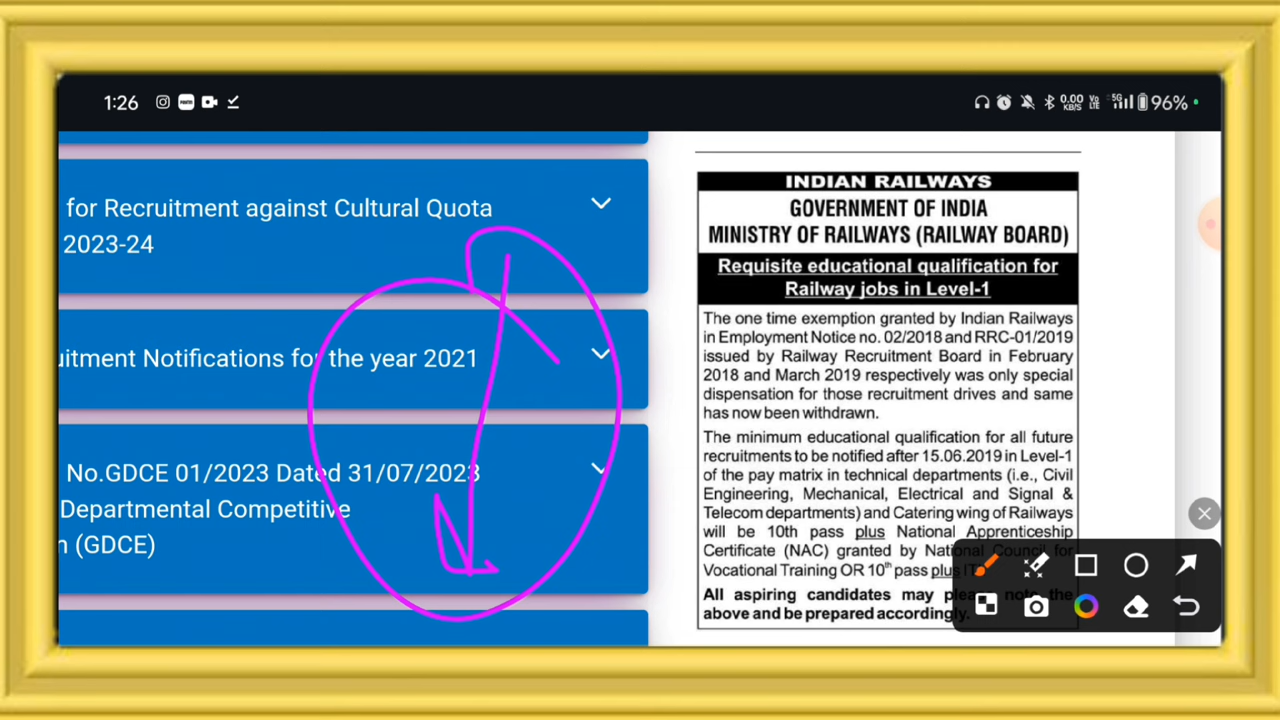 1:26
0.00
KB/S
Vo
LTE
5G
96%
for Recruitment against Cultural Quota
2023-24
uitment Notifications for the year 2021
No.GDCE 01/2023 Dated 31/07/2023
Departmental Competitive
n (GDCE)
INDIAN RAILWAYS
GOVERNMENT OF INDIA
MINISTRY OF RAILWAYS (RAILWAY BOARD)
Requisite educational qualification for
Railway jobs in Level-1
The one time exemption granted by Indian Railways
in Employment Notice no. 02/2018 and RRC-01/2019
issued by Railway Recruitment Board in February
2018 and March 2019 respectively was only special
dispensation for those recruitment drives and same
has now been withdrawn.
The minimum educational qualification for all future
recruitments to be notified after 15.06.2019 in Level-1
of the pay matrix in technical departments (i.e., Civil
Engineering, Mechanical, Electrical and Signal &
Telecom departments) and Catering wing of Railways
will be 10th pass plus National Apprenticeship
Certificate (NAC) granted by National Council for
Vocational Training OR 10th pass plus
All aspiring candidates may please note the
above and be prepared accordingly.